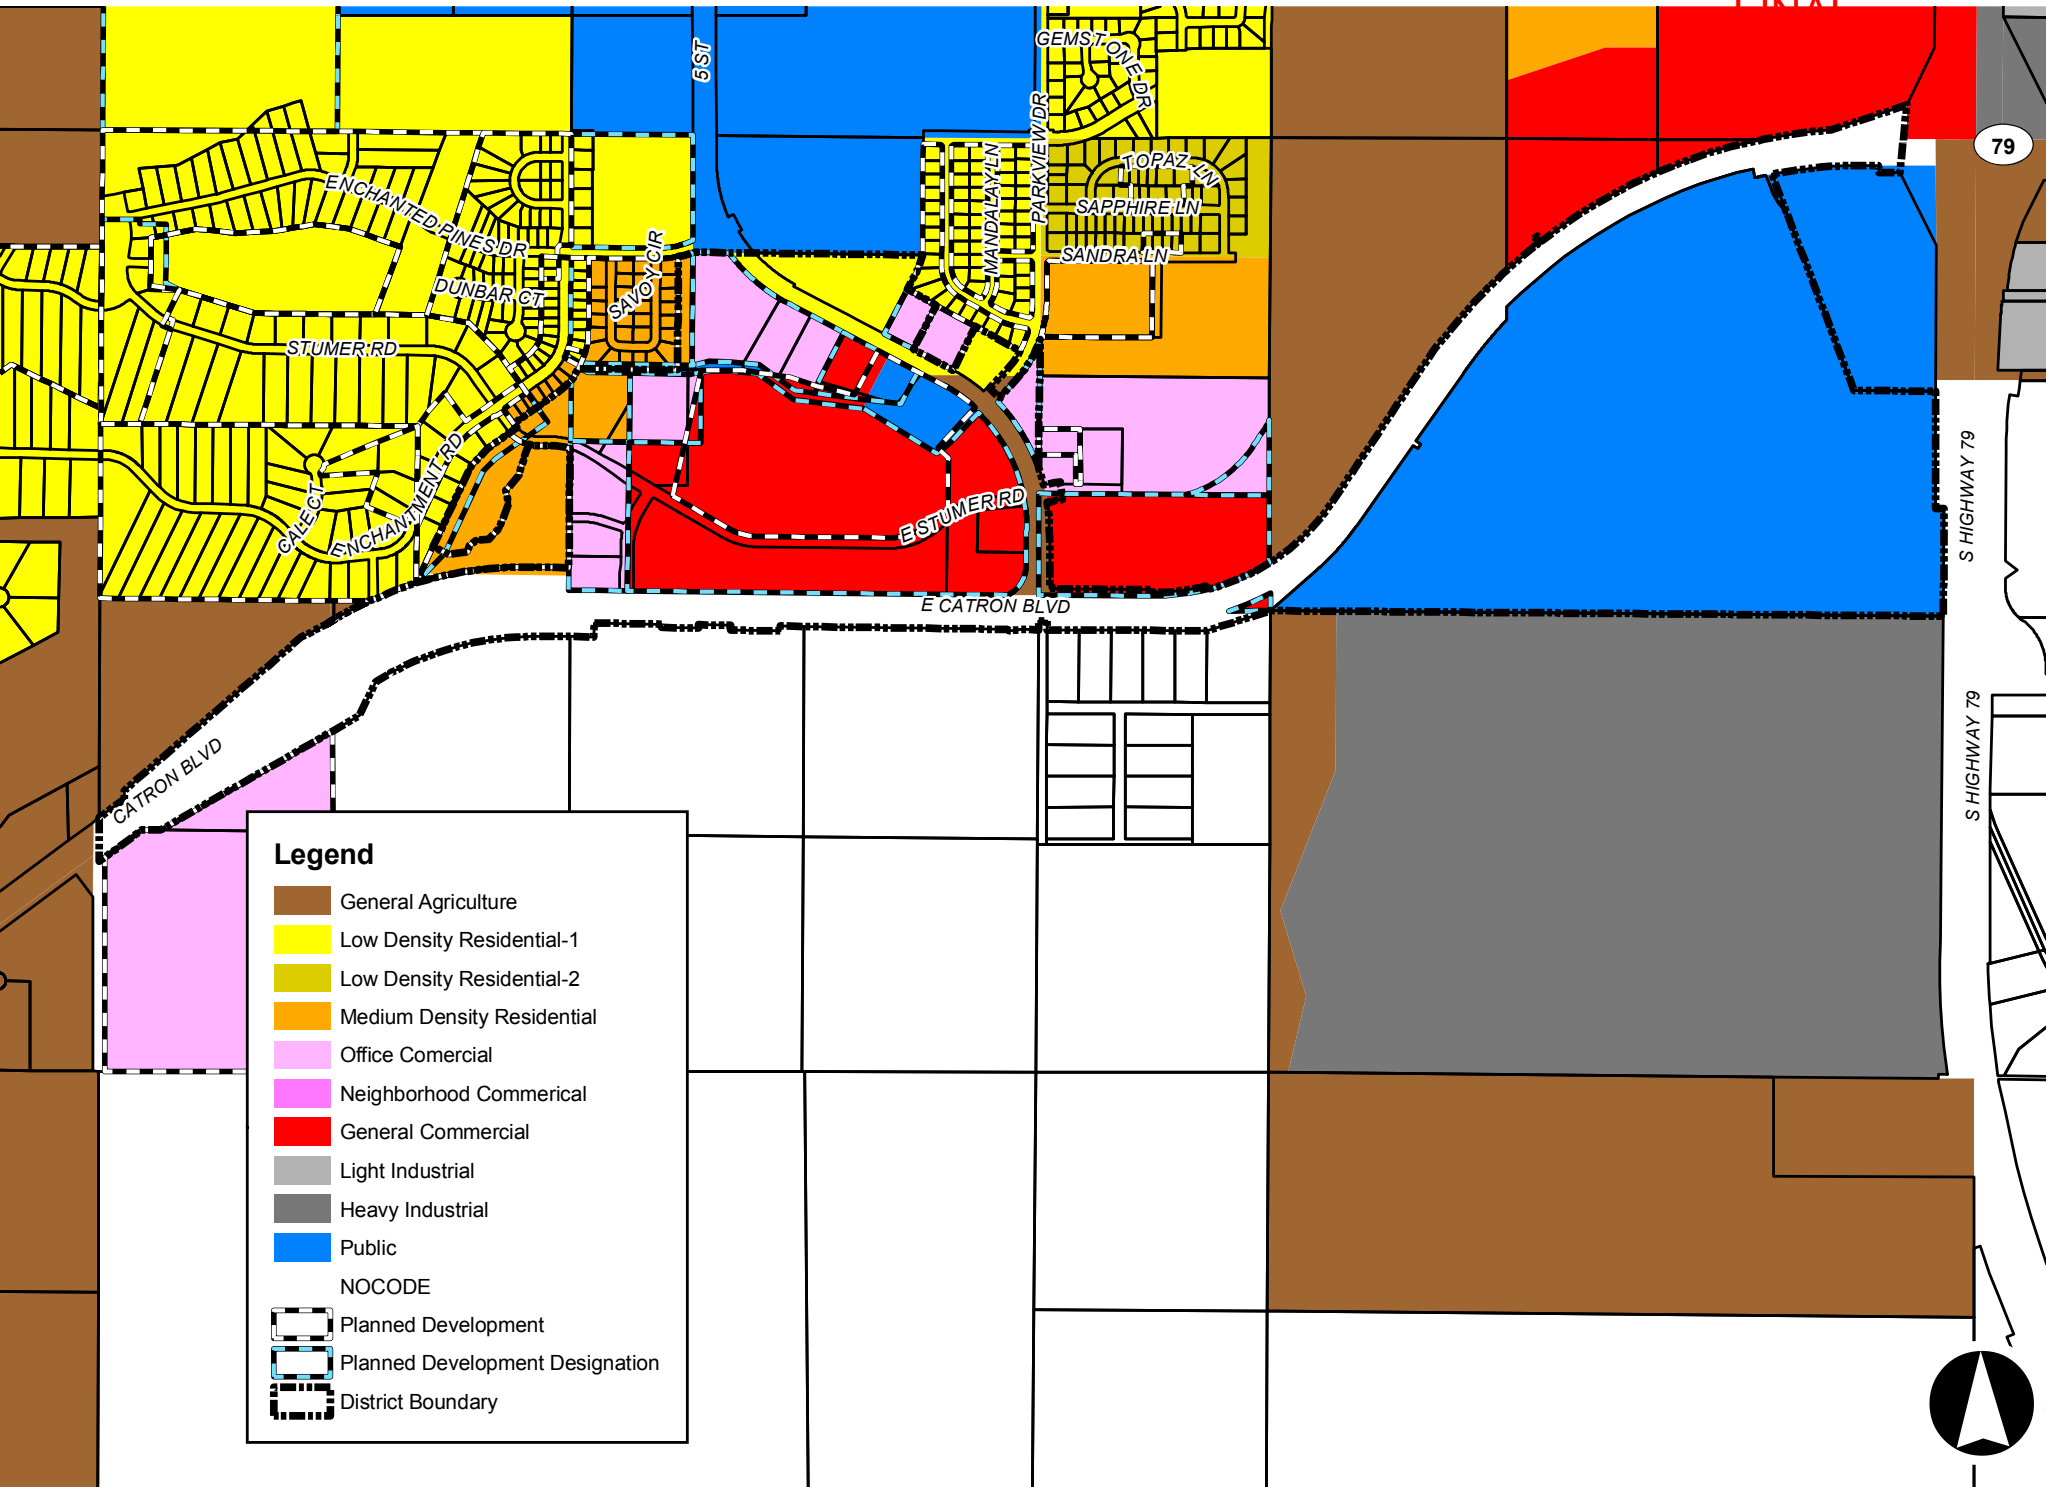 5 ST
GEMSTONE DR
PARKVIEW DR
79
MANDALAY LN
TOPAZ LN
SAPPHIRE LN
SANDRA LN
ENCHANTED PINES DR
DUNBAR CT
SAVOY CIR
STUMER RD
CALE CT
ENCHANTMENT RD
E STUMER RD
S HIGHWAY 79
E CATRON BLVD
CATRON BLVD
S HIGHWAY 79
Legend
General Agriculture
Low Density Residential-1
Low Density Residential-2
Medium Density Residential
Office Comercial
Neighborhood Commerical
General Commercial
Light Industrial
Heavy Industrial
Public
NOCODE
Planned Development
Planned Development Designation
District Boundary